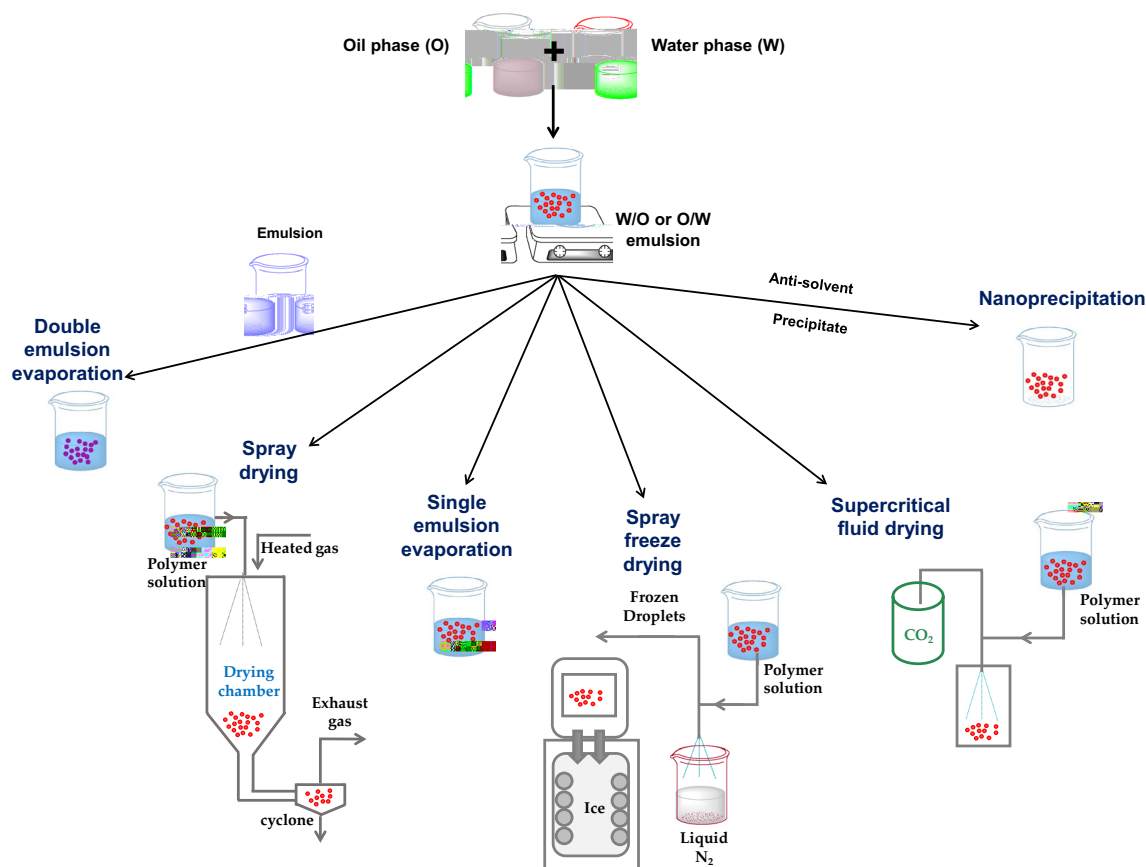 Oil phase (O)
Water phase (W)
W/O or O/W
emulsion
Emulsion
Anti-solvent
Precipitate
Nanoprecipitation
Double
emulsion
evaporation
Spray
drying
Polymer
solution
Heated gas
Drying
chamber
Exhaust
gas
cyclone
Single
emulsion
evaporation
Spray
freeze
drying
Frozen
Droplets
Polymer
solution
Ice
Liquid
N₂
Supercritical
fluid drying
CO₂
Polymer
solution